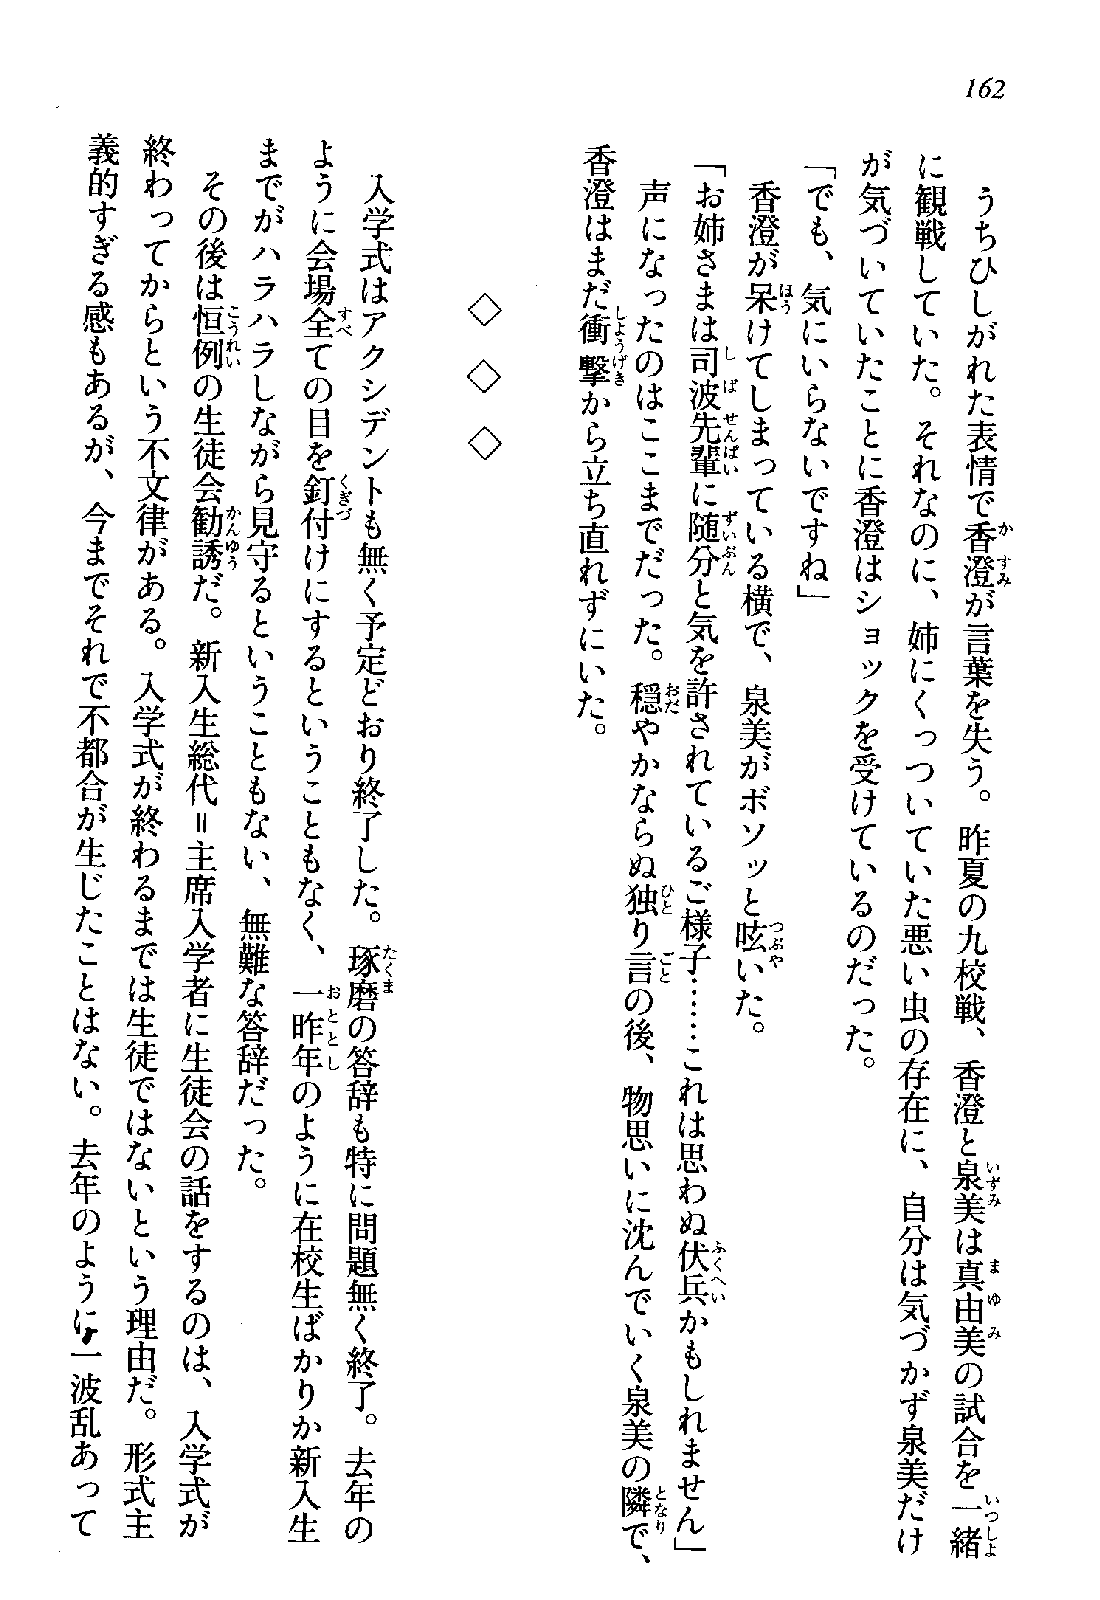 162
うちひしがれた表情で香澄が言葉を失う。昨夏の九校戦、香澄と泉美は真由美の試合を一緒
に観戦していた。それなのに、姉にくっついていた悪い虫の存在に、自分は気づかず泉美だけ
が気づいていたことに香澄はショックを受けているのだった。
「でも、気にいらないですね」
香澄が呆けてしまっている横で、泉美がボソッと呟いた。
「お姉さまは司波先輩に随分と気を許されているご様子……これは思わぬ伏兵かもしれません」
声になったのはここまでだった。穏やかならぬ独り言の後、物思いに沈んでいく泉美の隣で、
香澄はまだ衝撃から立ち直れずにいた。
◇ ◇ ◇
入学式はアクシデントも無く予定どおり終了した。琢磨の答辞も特に問題無く終了。去年の
ように会場全ての目を釘付けにするということもなく、一昨年のように在校生ばかりか新入生
までがハラハラしながら見守るということもない、無難な答辞だった。
その後は恒例の生徒会勧誘だ。新入生総代＝主席入学者に生徒会の話をするのは、入学式が
終わってからという不文律がある。入学式が終わるまでは生徒ではないという理由だ。形式主
義的すぎる感もあるが、今までそれで不都合が生じたことはない。去年のように一波乱あって